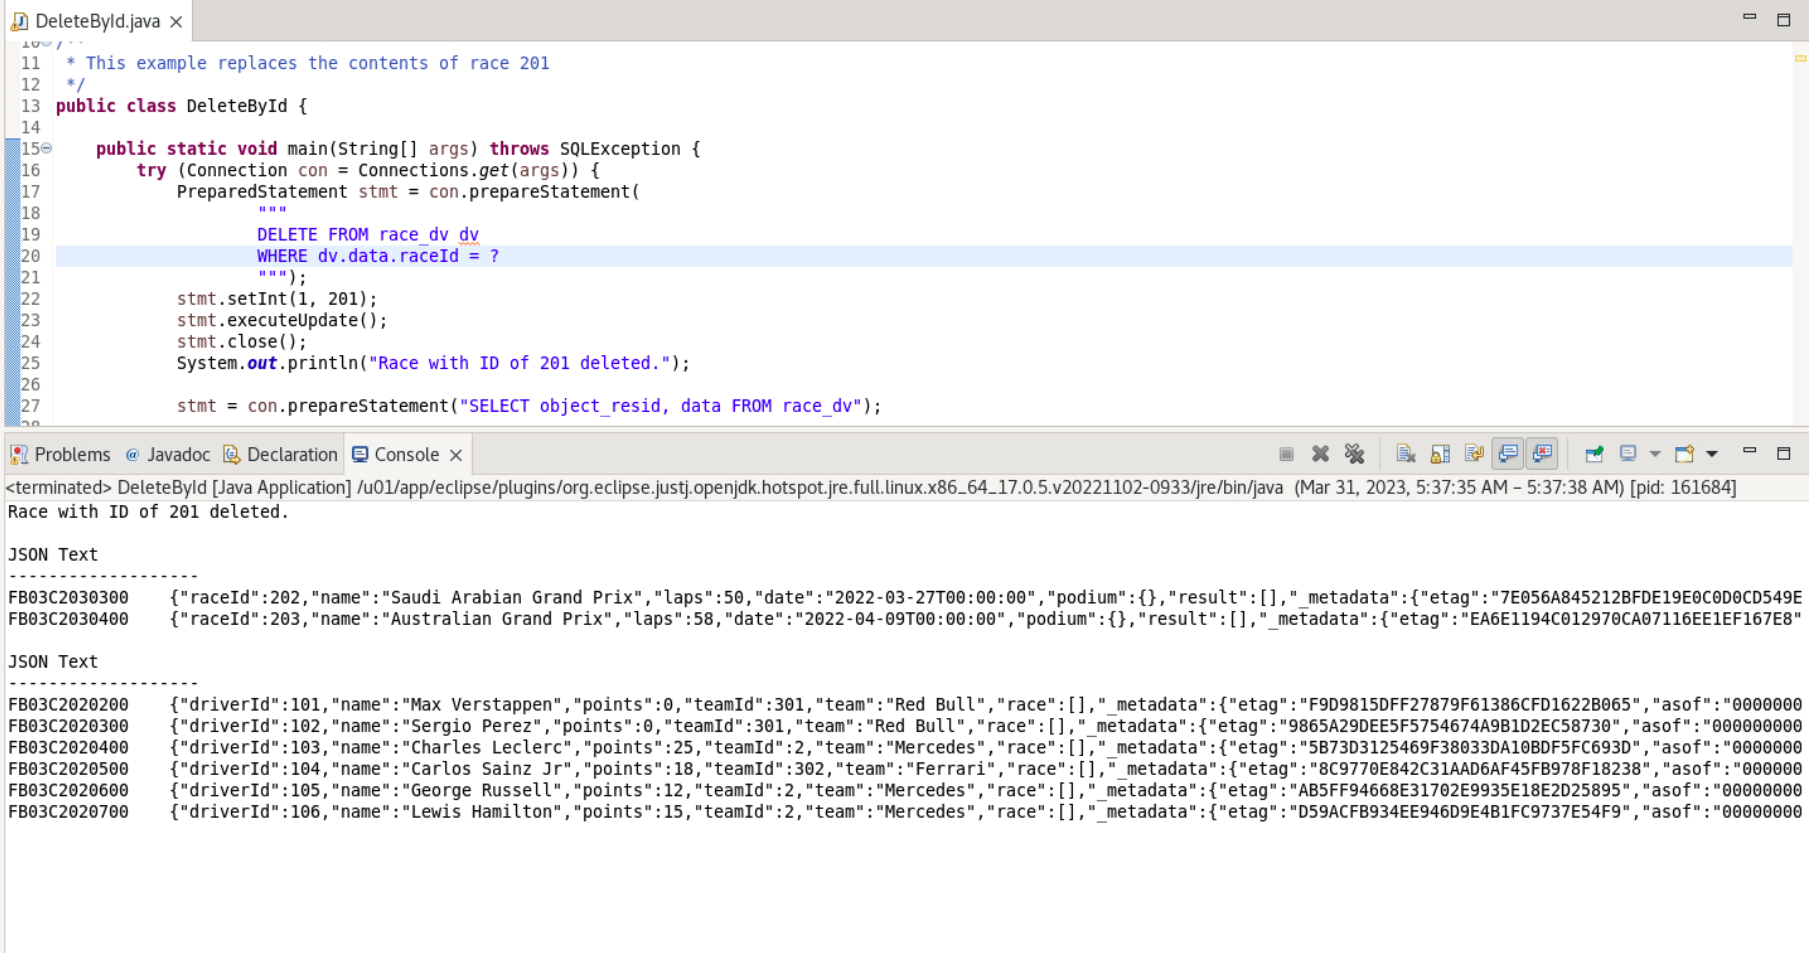 DeleteById.java
11 * This example replaces the contents of race 201
12 */
13 public class DeleteById {
14
15 public static void main(String[] args) throws SQLException {
16 try (Connection con = Connections.get(args)) {
17 PreparedStatement stmt = con.prepareStatement(
18 """
19 DELETE FROM race_dv dv
20 WHERE dv.data.raceId = ?
21 """);
22 stmt.setInt(1, 201);
23 stmt.executeUpdate();
24 stmt.close();
25 System.out.println("Race with ID of 201 deleted.");
26
27 stmt = con.prepareStatement("SELECT object_resid, data FROM race_dv");
Problems Javadoc Declaration Console
<terminated> DeleteById [Java Application] /u01/app/eclipse/plugins/org.eclipse.justj.openjdk.hotspot.jre.full.linux.x86_64_17.0.5.v20221102-0933/jre/bin/java (Mar 31, 2023, 5:37:35 AM – 5:37:38 AM) [pid: 161684]
Race with ID of 201 deleted.
JSON Text
-------------------
FB03C2030300 {"raceId":202,"name":"Saudi Arabian Grand Prix","laps":50,"date":"2022-03-27T00:00:00","podium":{},"result":[],"_metadata":{"etag":"7E056A845212BFDE19E0C0D0CD549E
FB03C2030400 {"raceId":203,"name":"Australian Grand Prix","laps":58,"date":"2022-04-09T00:00:00","podium":{},"result":[],"_metadata":{"etag":"EA6E1194C012970CA07116EE1EF167E8"
JSON Text
-------------------
FB03C2020200 {"driverId":101,"name":"Max Verstappen","points":0,"teamId":301,"team":"Red Bull","race":[],"_metadata":{"etag":"F9D9815DFF27879F61386CFD1622B065","asof":"0000000
FB03C2020300 {"driverId":102,"name":"Sergio Perez","points":0,"teamId":301,"team":"Red Bull","race":[],"_metadata":{"etag":"9865A29DEE5F5754674A9B1D2EC58730","asof":"000000000
FB03C2020400 {"driverId":103,"name":"Charles Leclerc","points":25,"teamId":2,"team":"Mercedes","race":[],"_metadata":{"etag":"5B73D3125469F38033DA10BDF5FC693D","asof":"0000000
FB03C2020500 {"driverId":104,"name":"Carlos Sainz Jr","points":18,"teamId":302,"team":"Ferrari","race":[],"_metadata":{"etag":"8C9770E842C31AAD6AF45FB978F18238","asof":"000000
FB03C2020600 {"driverId":105,"name":"George Russell","points":12,"teamId":2,"team":"Mercedes","race":[],"_metadata":{"etag":"AB5FF94668E31702E9935E18E2D25895","asof":"00000000
FB03C2020700 {"driverId":106,"name":"Lewis Hamilton","points":15,"teamId":2,"team":"Mercedes","race":[],"_metadata":{"etag":"D59ACFB934EE946D9E4B1FC9737E54F9","asof":"00000000